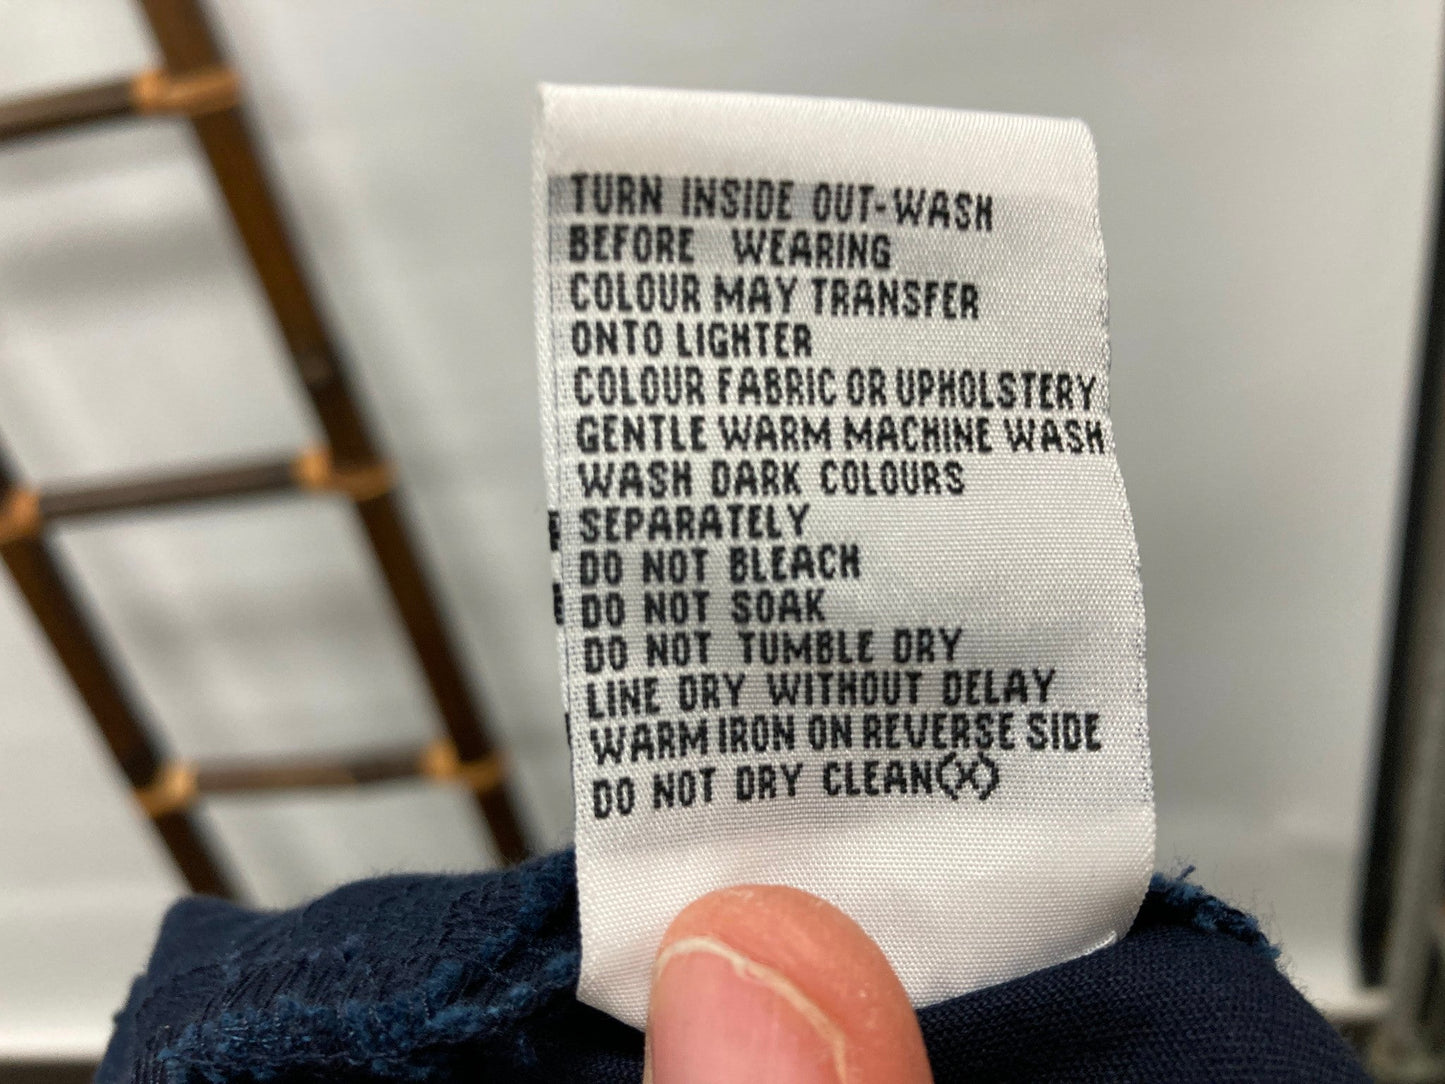 TURN INSIDE OUT-WASH
BEFORE WEARING
COLOUR MAY TRANSFER
ONTO LIGHTER
COLOUR FABRIC OR UPHOLSTERY
GENTLE WARM MACHINE WASH
WASH DARK COLOURS
SEPARATELY
DO NOT BLEACH
DO NOT SOAK
DO NOT TUMBLE DRY
LINE DRY WITHOUT DELAY
WARM IRON ON REVERSE SIDE
DO NOT DRY CLEAN(X)